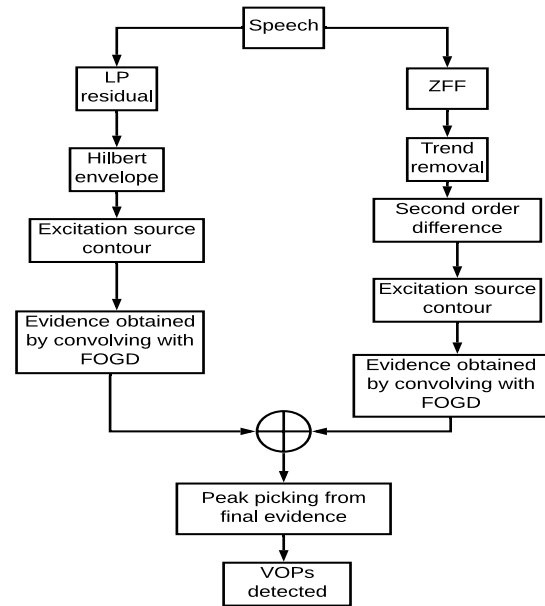 Speech
LP
residual
Hilbert
envelope
Excitation source
contour
Evidence obtained
by convolving with
FOGD
ZFF
Trend
removal
Second order
difference
Excitation source
contour
Evidence obtained
by convolving with
FOGD
Peak picking from
final evidence
VOPs
detected